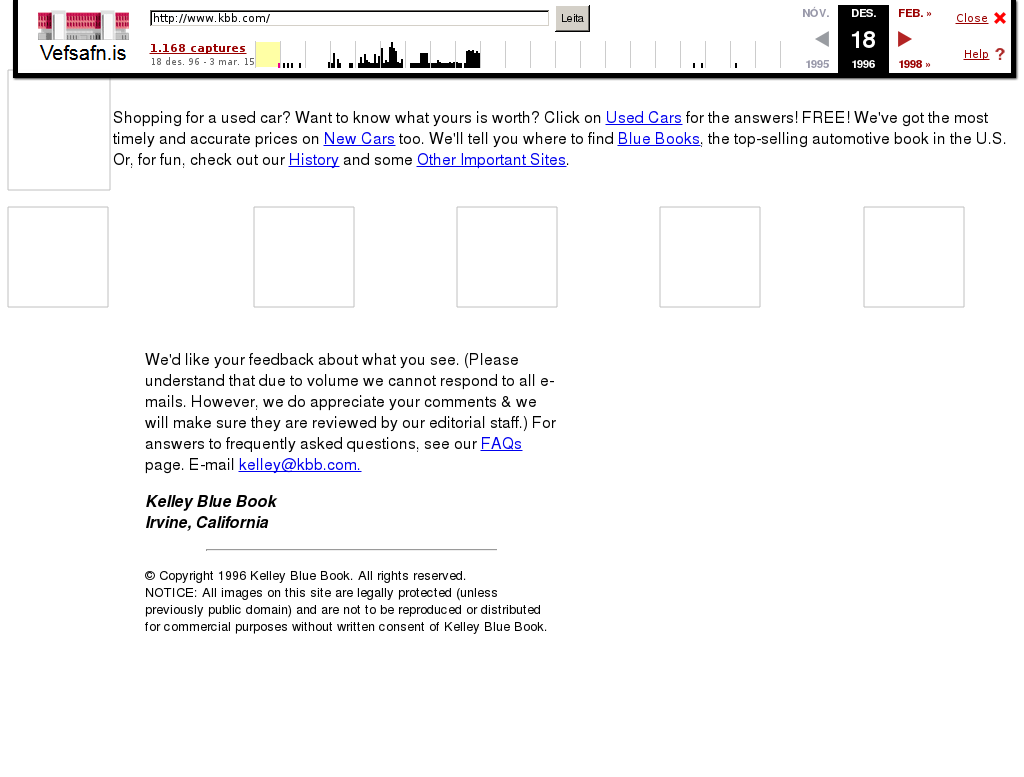 http://www.kbb.com/ Leita
NÓV. DES. FEB. »
Close
Vefsafn.is
1.168 captures
18
Help ?
18 des. 96 - 3 mar. 15
1995 1996 1998 »
Shopping for a used car? Want to know what yours is worth? Click on Used Cars for the answers! FREE! We've got the most
timely and accurate prices on New Cars too. We'll tell you where to find Blue Books, the top-selling automotive book in the U.S.
Or, for fun, check out our History and some Other Important Sites.
We'd like your feedback about what you see. (Please
understand that due to volume we cannot respond to all e-
mails. However, we do appreciate your comments & we
will make sure they are reviewed by our editorial staff.) For
answers to frequently asked questions, see our FAQs
page. E-mail kelley@kbb.com.
Kelley Blue Book
Irvine, California
© Copyright 1996 Kelley Blue Book. All rights reserved.
NOTICE: All images on this site are legally protected (unless
previously public domain) and are not to be reproduced or distributed
for commercial purposes without written consent of Kelley Blue Book.